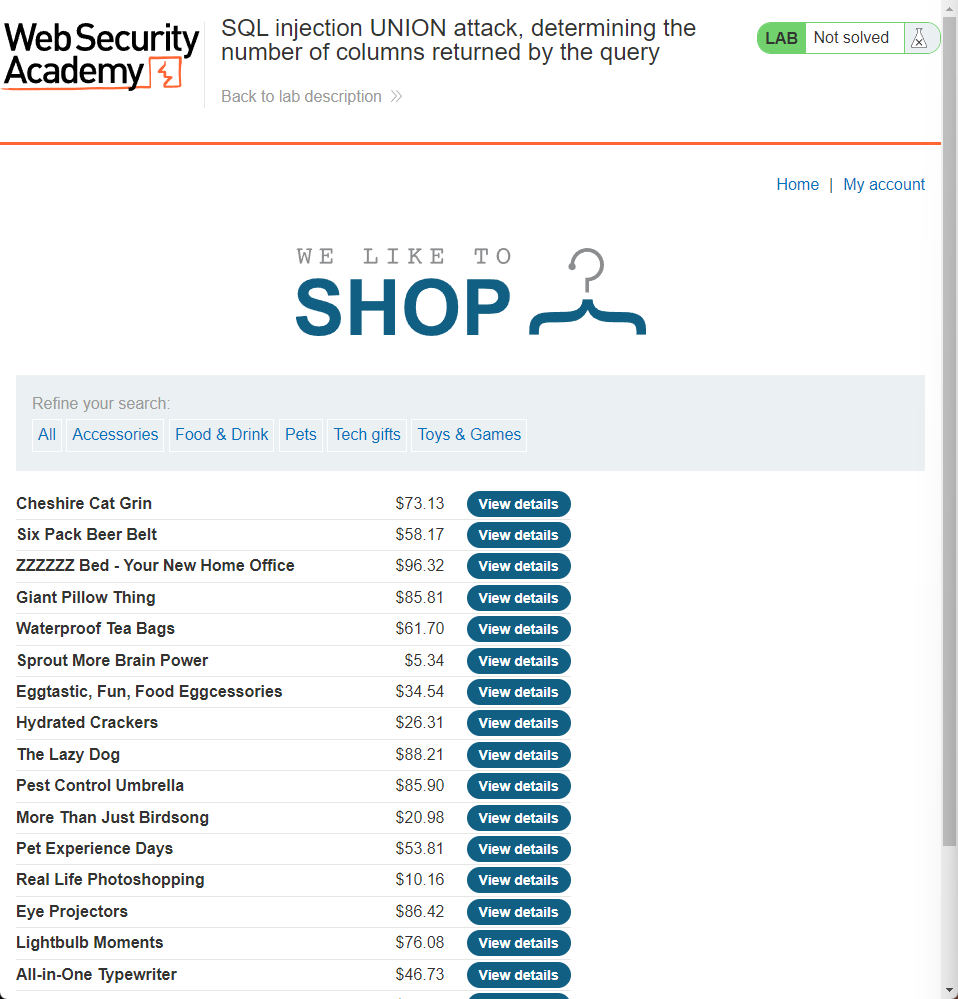 Web Security
Academy
SQL injection UNION attack, determining the
number of columns returned by the query
Back to lab description
LAB Not solved
Home | My account
WE LIKE TO
SHOP
Refine your search:
All Accessories Food & Drink Pets Tech gifts Toys & Games
Cheshire Cat Grin $73.13 View details
Six Pack Beer Belt $58.17 View details
ZZZZZZ Bed - Your New Home Office $96.32 View details
Giant Pillow Thing $85.81 View details
Waterproof Tea Bags $61.70 View details
Sprout More Brain Power $5.34 View details
Eggtastic, Fun, Food Eggcessories $34.54 View details
Hydrated Crackers $26.31 View details
The Lazy Dog $88.21 View details
Pest Control Umbrella $85.90 View details
More Than Just Birdsong $20.98 View details
Pet Experience Days $53.81 View details
Real Life Photoshopping $10.16 View details
Eye Projectors $86.42 View details
Lightbulb Moments $76.08 View details
All-in-One Typewriter $46.73 View details